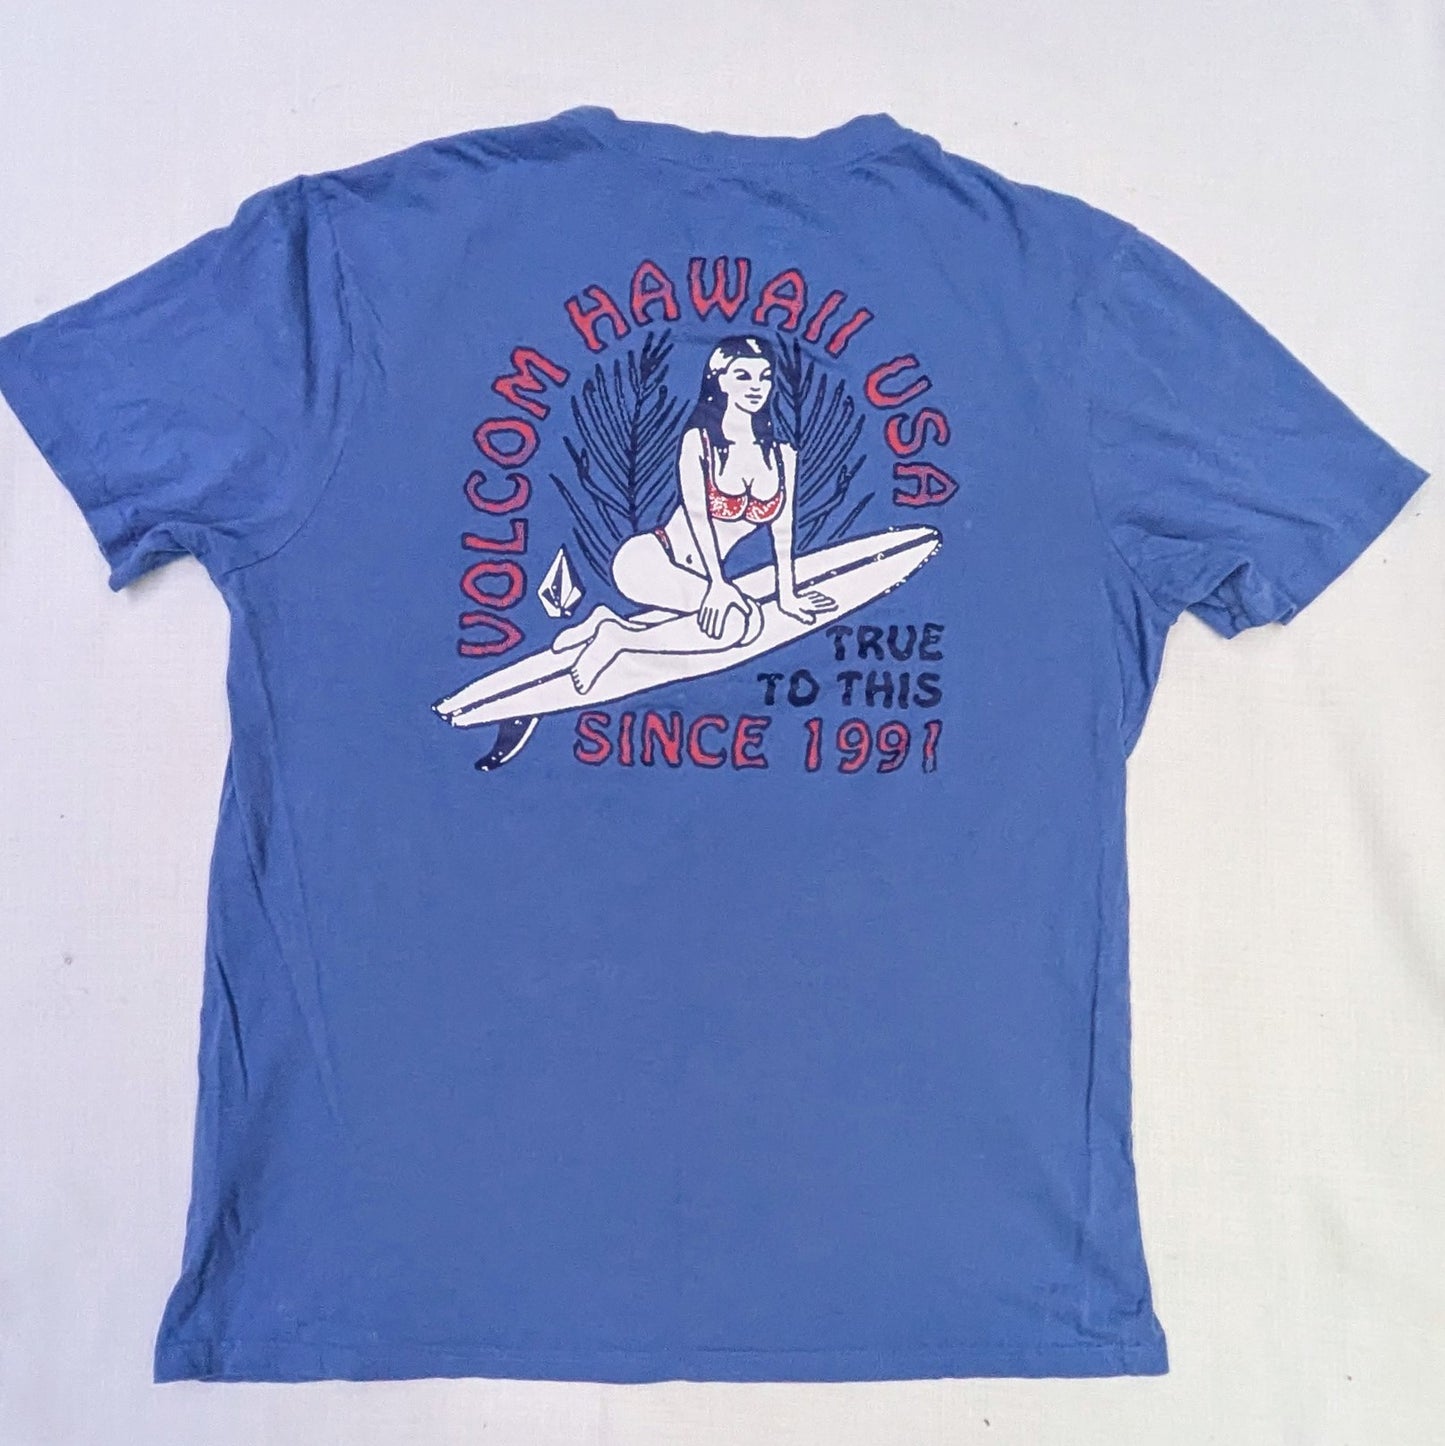 VOLCOM HAWAII USA
TRUE
TO THIS
SINCE 1991